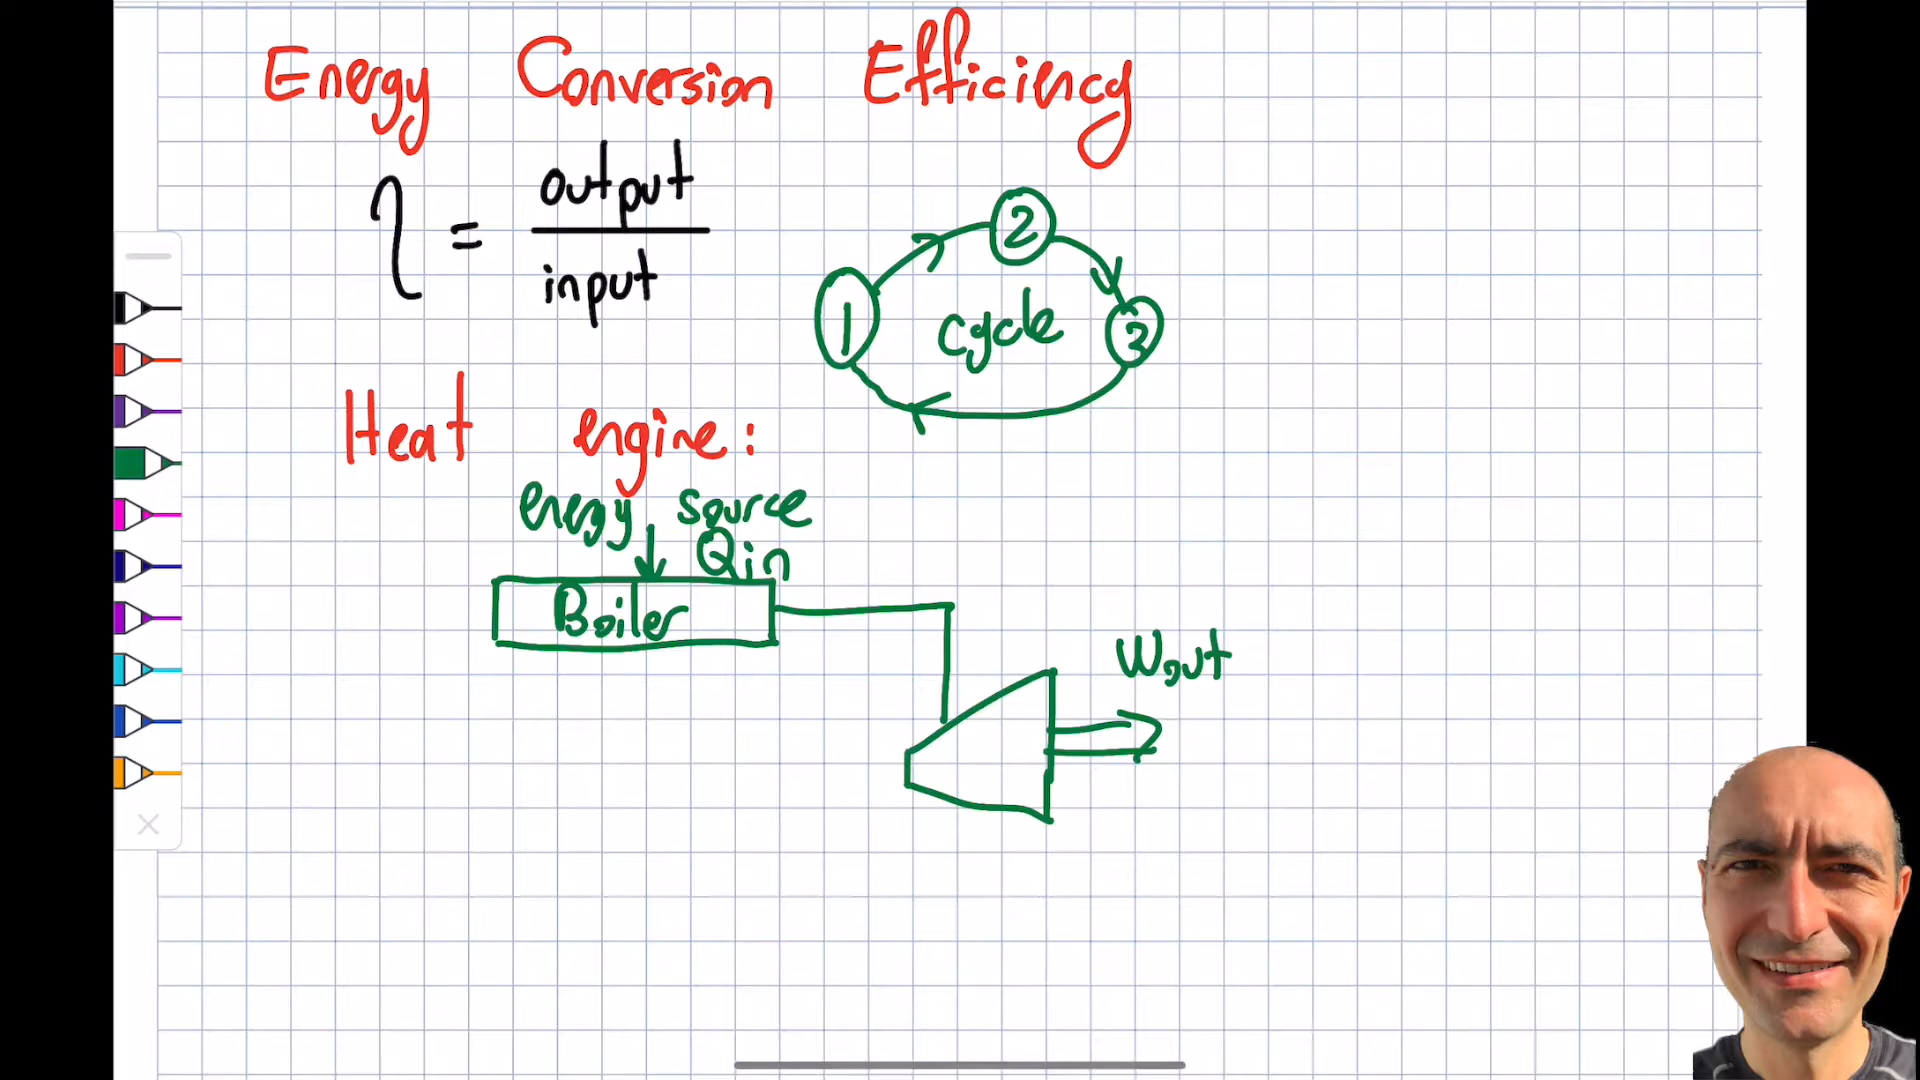 Energy Conversion Efficiency
η = output
input
1
2
3
cycle
Heat engine:
energy source
Qin
Boiler
Wout